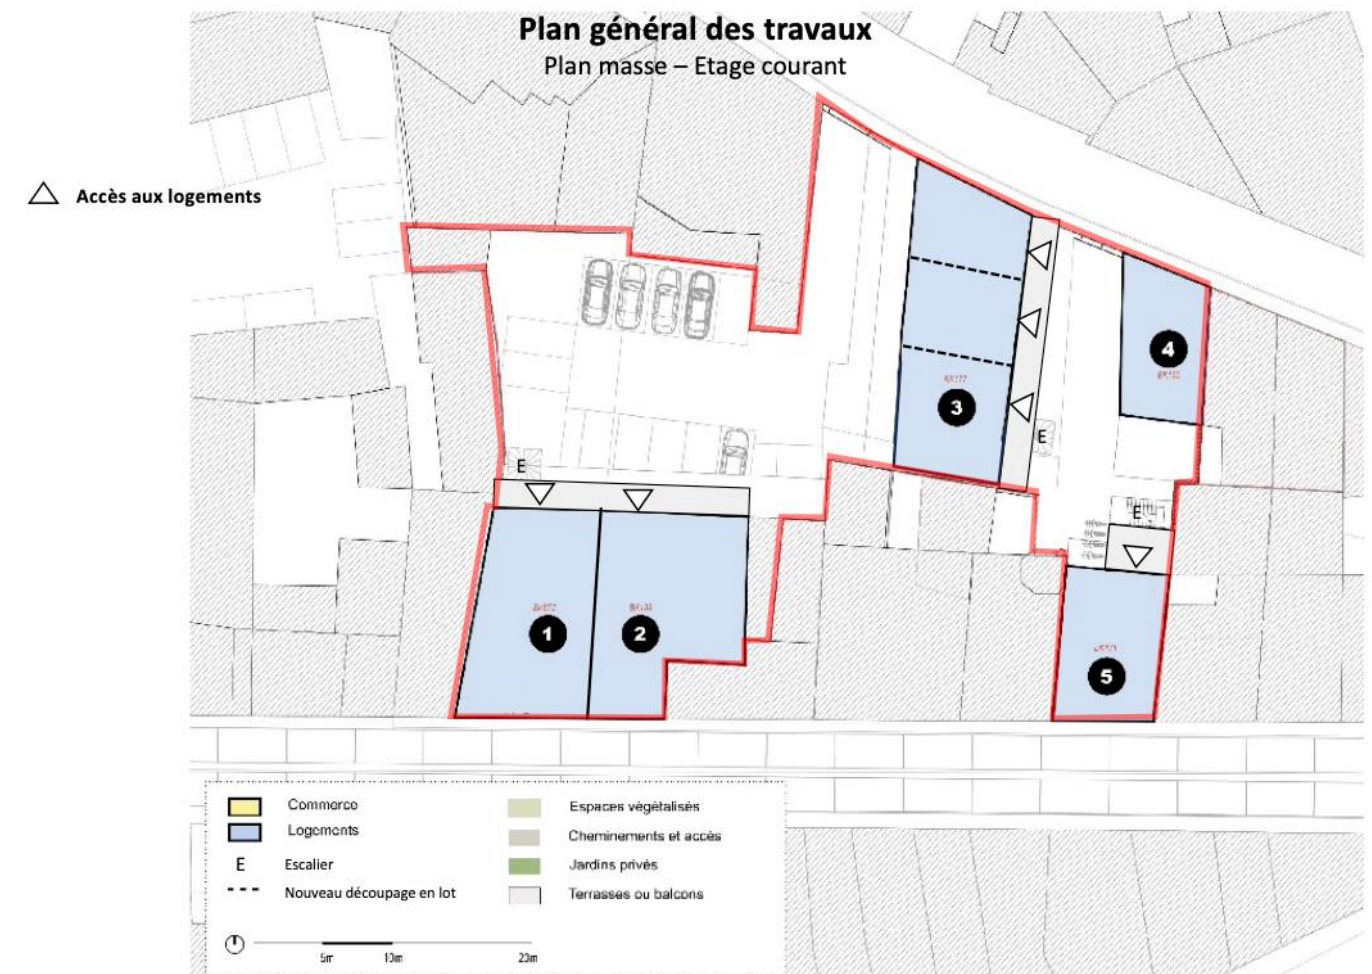 Plan général des travaux
Plan masse – Etage courant
Accès aux logements
4
3
E
E
E
1
2
5
Commerce
Logements
E Escalier
Nouveau découpage en lot
Espaces végétalisés
Cheminements et accès
Jardins privés
Terrasses ou balcons
5m 10m 20m